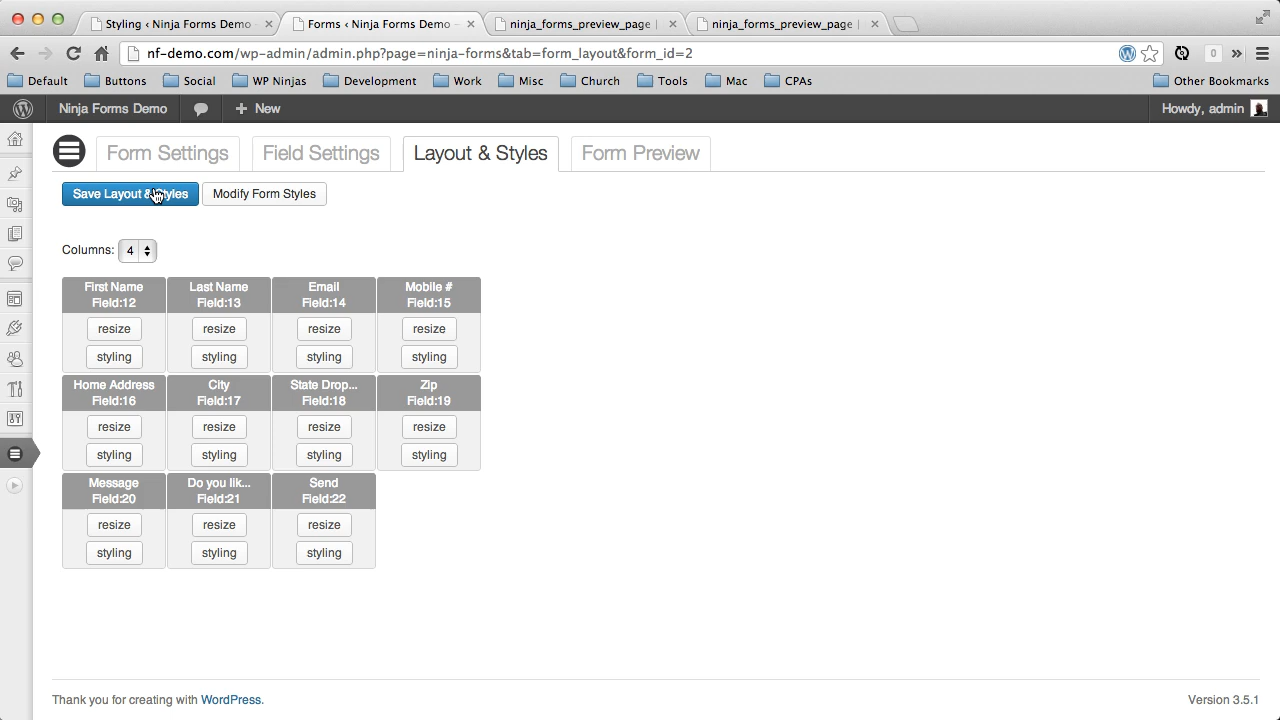 Styling ‹ Ninja Forms Demo
Forms ‹ Ninja Forms Demo
ninja_forms_preview_page |
ninja_forms_preview_page |
nf-demo.com/wp-admin/admin.php?page=ninja-forms&tab=form_layout&form_id=2
0
»
Default
Buttons
Social
WP Ninjas
Development
Work
Misc
Church
Tools
Mac
CPAs
Other Bookmarks
Ninja Forms Demo
+ New
Howdy, admin
Form Settings
Field Settings
Layout & Styles
Form Preview
Save Layout & Styles
Modify Form Styles
Columns: 4
First Name
Field:12
resize
styling
Last Name
Field:13
resize
styling
Email
Field:14
resize
styling
Mobile #
Field:15
resize
styling
Home Address
Field:16
resize
styling
City
Field:17
resize
styling
State Drop...
Field:18
resize
styling
Zip
Field:19
resize
styling
Message
Field:20
resize
styling
Do you lik...
Field:21
resize
styling
Send
Field:22
resize
styling
Thank you for creating with WordPress.
Version 3.5.1